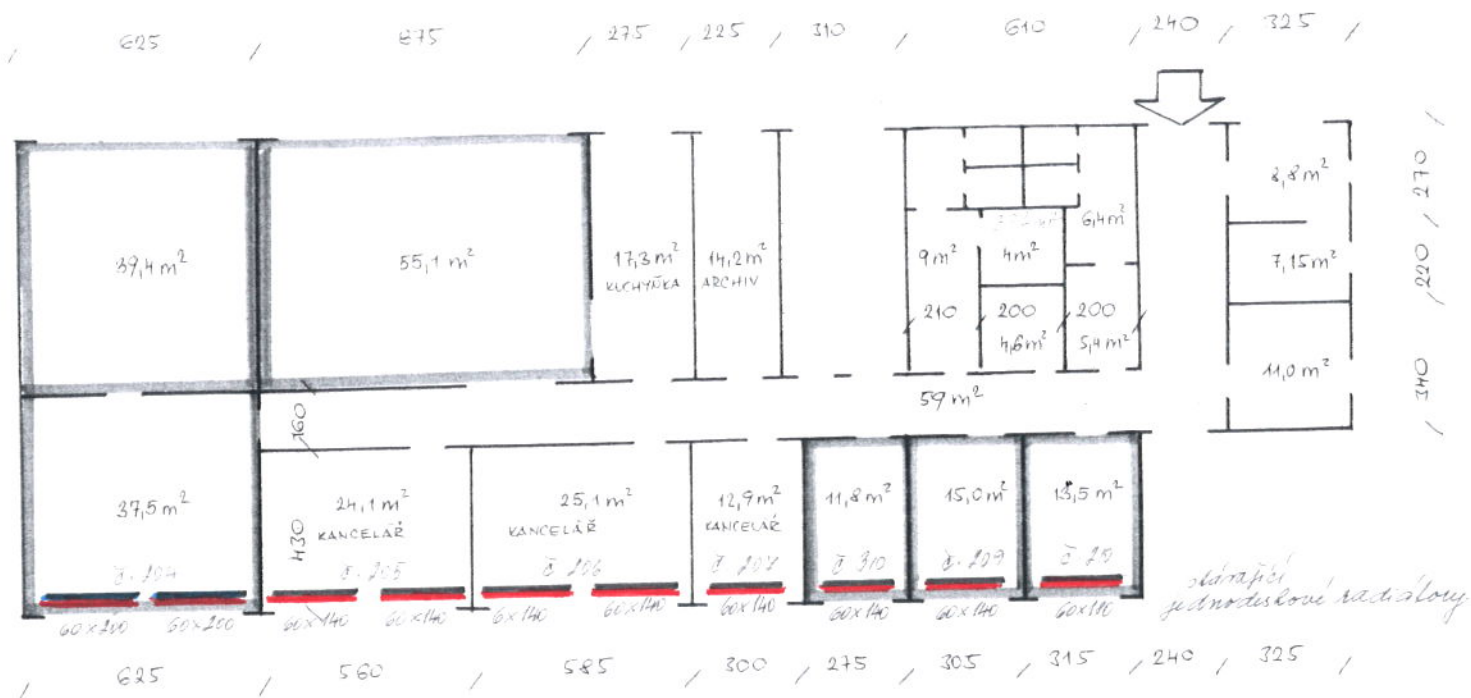 625 875 275 225 310 610 240 325
39,4 m²
55,1 m²
17,3 m²
KUCHYŇKA
14,2 m²
ARCHIV
9 m²
4 m²
6,4 m²
8,8 m²
7,15 m²
11,0 m²
210
200
4,6 m²
200
5,4 m²
270
220
340
59 m²
160
430
37,5 m²
24,1 m²
KANCELÁŘ
25,1 m²
KANCELÁŘ
12,9 m²
KANCELÁŘ
11,8 m²
15,0 m²
13,5 m²
č. 204
č. 205
č 206
č 310
č. 209
60×200 60×200 60×140 60×140 6×140 60×140 60×140 60×140 60×140
jednodeskové radiátory
625 560 585 300 275 305 315 240 325